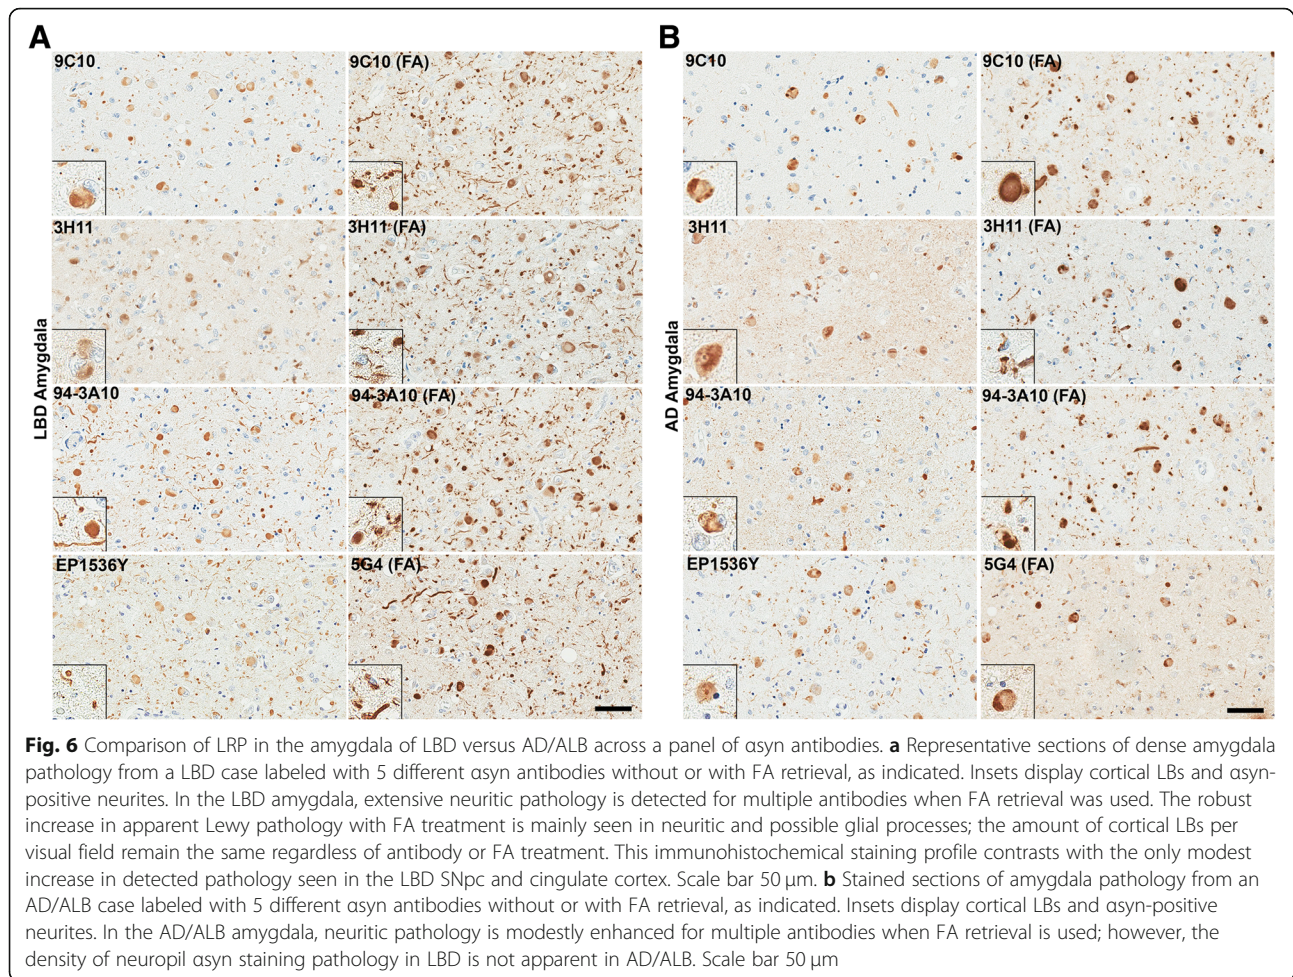 A
B
9C10
9C10 (FA)
9C10
9C10 (FA)
3H11
3H11 (FA)
3H11
3H11 (FA)
LBD Amygdala
AD Amygdala
94-3A10
94-3A10 (FA)
94-3A10
94-3A10 (FA)
EP1536Y
5G4 (FA)
EP1536Y
5G4 (FA)
Fig. 6 Comparison of LRP in the amygdala of LBD versus AD/ALB across a panel of αsyn antibodies. a Representative sections of dense amygdala
pathology from a LBD case labeled with 5 different αsyn antibodies without or with FA retrieval, as indicated. Insets display cortical LBs and αsyn-
positive neurites. In the LBD amygdala, extensive neuritic pathology is detected for multiple antibodies when FA retrieval was used. The robust
increase in apparent Lewy pathology with FA treatment is mainly seen in neuritic and possible glial processes; the amount of cortical LBs per
visual field remain the same regardless of antibody or FA treatment. This immunohistochemical staining profile contrasts with the only modest
increase in detected pathology seen in the LBD SNpc and cingulate cortex. Scale bar 50 μm. b Stained sections of amygdala pathology from an
AD/ALB case labeled with 5 different αsyn antibodies without or with FA retrieval, as indicated. Insets display cortical LBs and αsyn-positive
neurites. In the AD/ALB amygdala, neuritic pathology is modestly enhanced for multiple antibodies when FA retrieval is used; however, the
density of neuropil αsyn staining pathology in LBD is not apparent in AD/ALB. Scale bar 50 μm